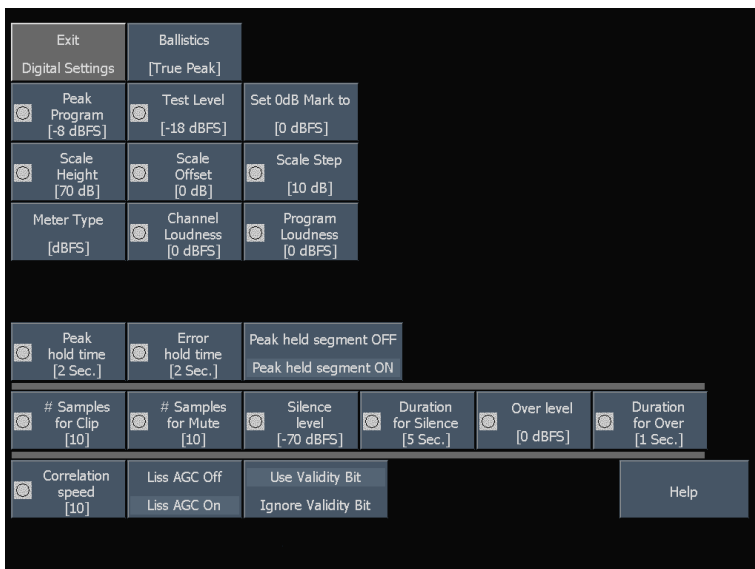 Exit
Digital Settings
Ballistics
[True Peak]
Peak
Program
[-8 dBFS]
Test Level
[-18 dBFS]
Set 0dB Mark to
[0 dBFS]
Scale
Height
[70 dB]
Scale
Offset
[0 dB]
Scale Step
[10 dB]
Meter Type
[dBFS]
Channel
Loudness
[0 dBFS]
Program
Loudness
[0 dBFS]
Peak
hold time
[2 Sec.]
Error
hold time
[2 Sec.]
Peak held segment OFF
Peak held segment ON
# Samples
for Clip
[10]
# Samples
for Mute
[10]
Silence
level
[-70 dBFS]
Duration
for Silence
[5 Sec.]
Over level
[0 dBFS]
Duration
for Over
[1 Sec.]
Correlation
speed
[10]
Liss AGC Off
Liss AGC On
Use Validity Bit
Ignore Validity Bit
Help